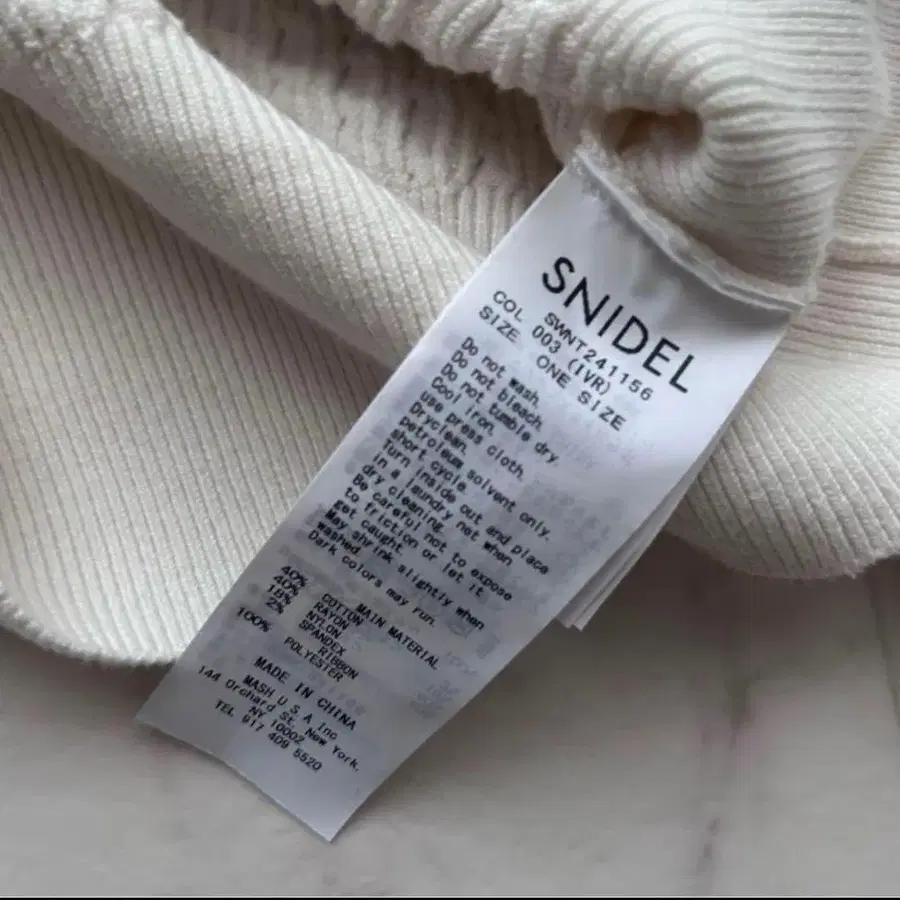 SNIDEL
SWNT241156
COL 003 (IVR)
SIZE ONE SIZE
Do not wash.
Do not bleach.
Do not tumble dry.
Cool iron.
use press cloth.
Dryclean.
petroleum solvent only.
short cycle.
Turn inside out and place
in a laundry net when
dry cleaning.
Be careful not to expose
to friction or let it
get caught.
May shrink slightly when
washed.
Dark colors may run.
MAIN MATERIAL
40% COTTON
40% RAYON
18% NYLON
2% SPANDEX
RIBBON
100% POLYESTER
MADE IN CHINA
MASH U S A Inc
144 Orchard St. New York,
NY 10002
TEL 917 409 5520